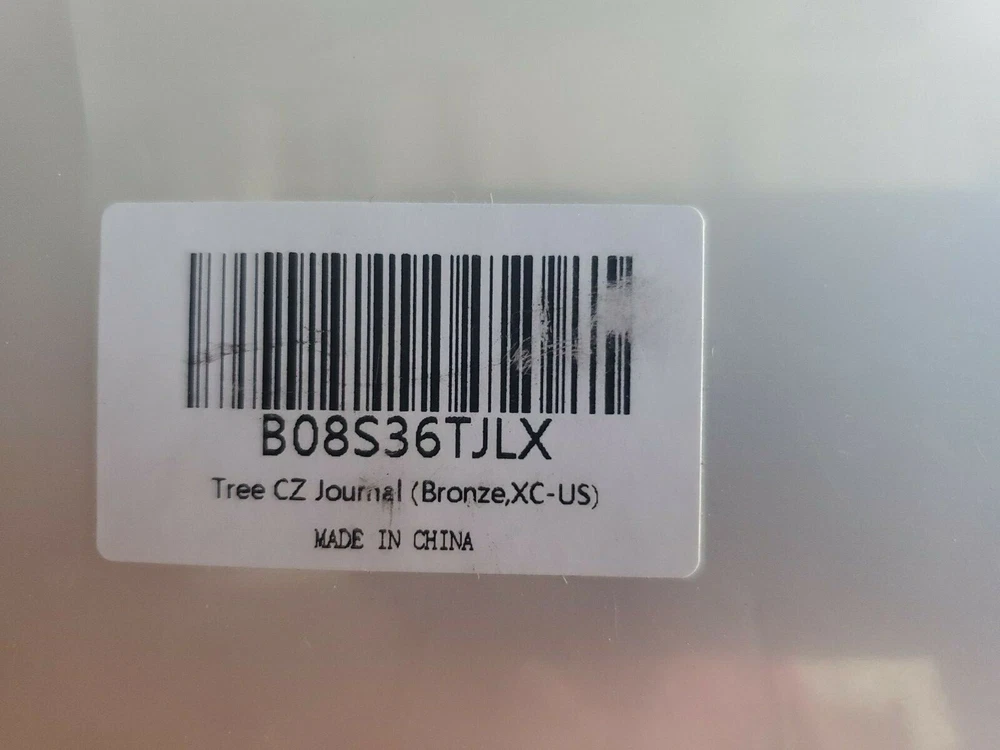 B08S36TJLX
Tree CZ Journal (Bronze,XC-US)
MADE IN CHINA